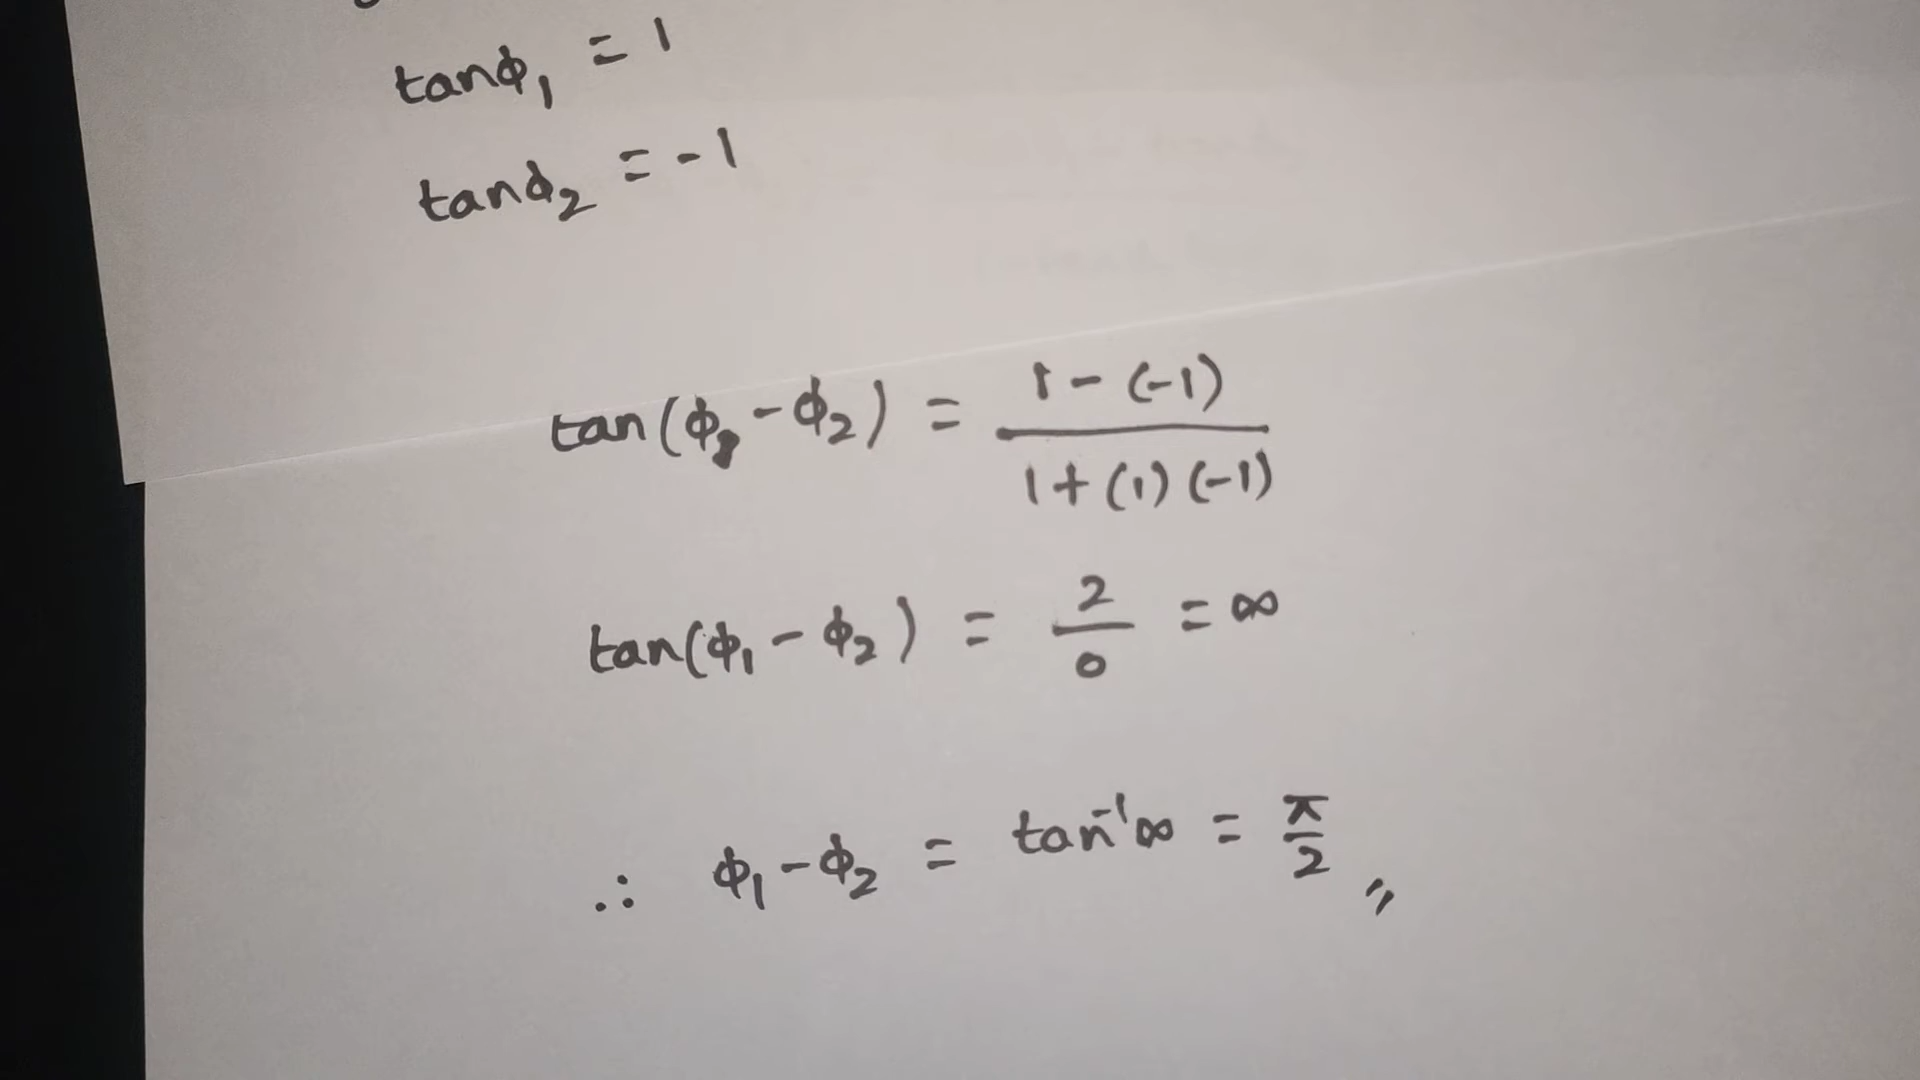 tanϕ₁ = 1
tanϕ₂ = -1
tan(ϕ₁ - ϕ₂) = (1 - (-1)) / (1 + (1)(-1))
tan(ϕ₁ - ϕ₂) = 2/0 = ∞
∴ ϕ₁ - ϕ₂ = tan⁻¹∞ = π/2 〃